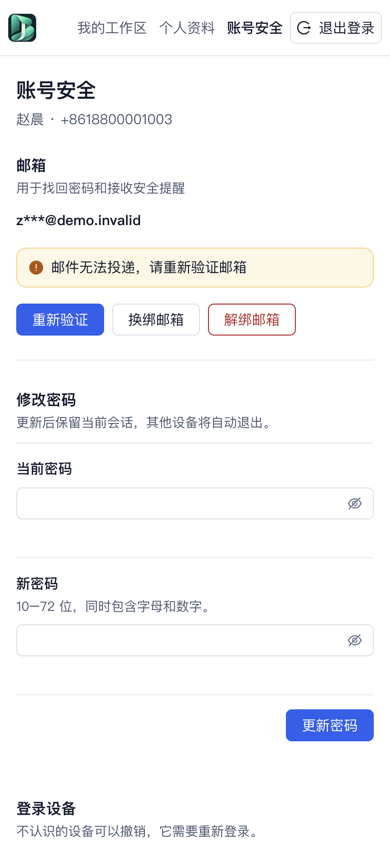 我的工作区 个人资料 账号安全 退出登录
账号安全
赵晨 · +8618800001003
邮箱
用于找回密码和接收安全提醒
z***@demo.invalid
邮件无法投递，请重新验证邮箱
重新验证 换绑邮箱 解绑邮箱
修改密码
更新后保留当前会话，其他设备将自动退出。
当前密码
新密码
10—72 位，同时包含字母和数字。
更新密码
登录设备
不认识的设备可以撤销，它需要重新登录。